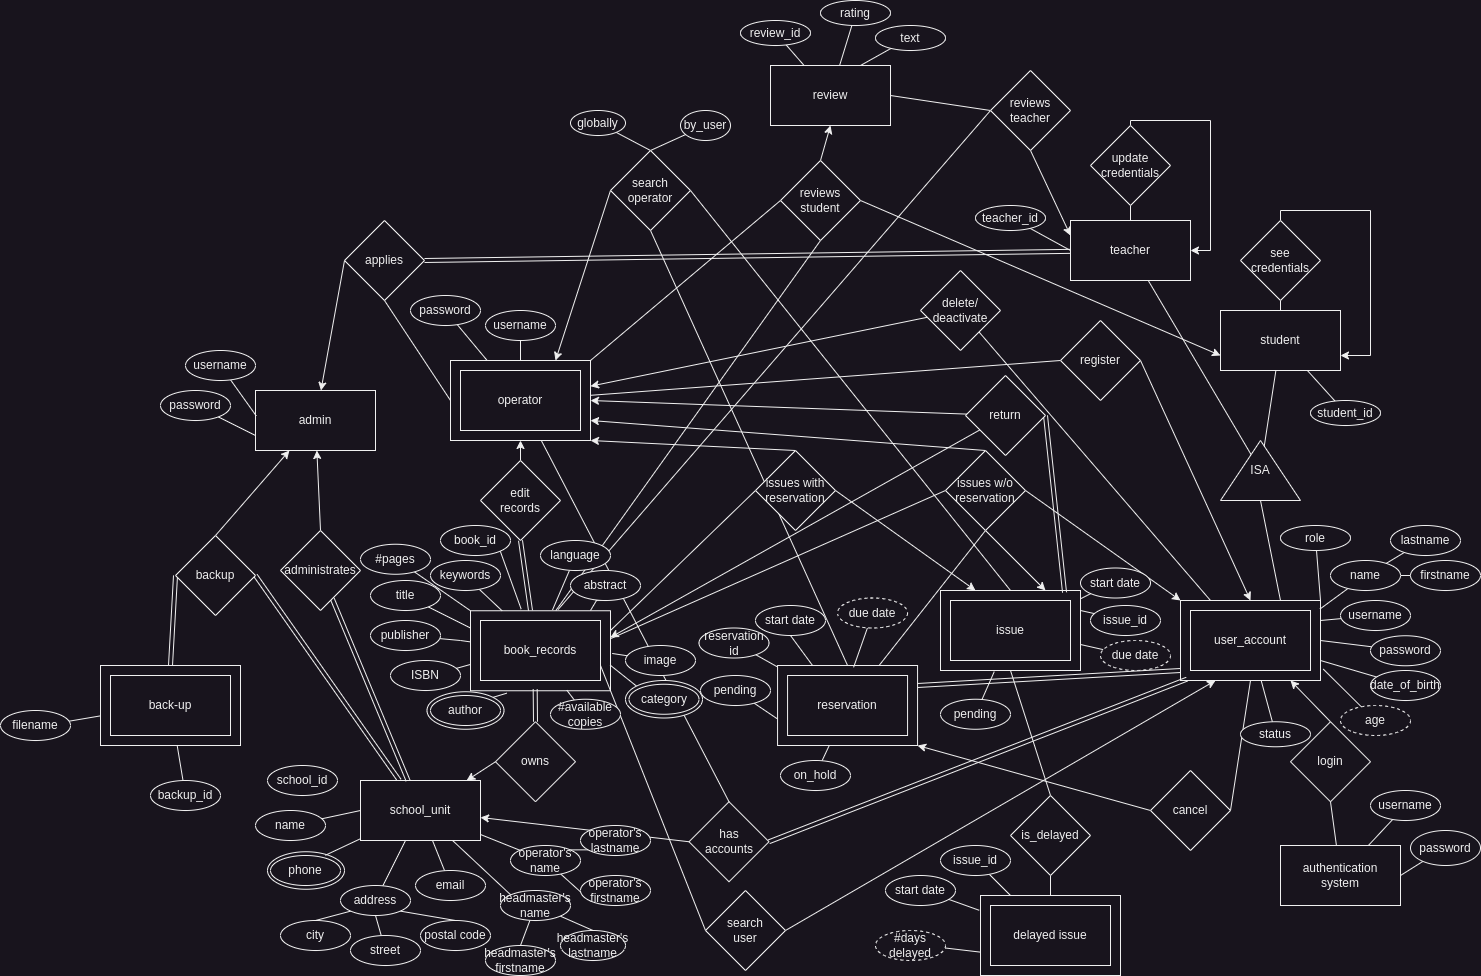 rating
review_id
text
review
reviews
teacher
globally
by_user
update
credentials
search
operator
reviews
student
teacher_id
teacher
see
credentials
applies
delete/
deactivate
password
username
student
register
username
password
admin
operator
return
student_id
ISA
edit
records
issues with
reservation
issues w/o
reservation
book_id
language
role
lastname
#pages
keywords
abstract
backup
administrates
name
firstname
start date
title
due date
start date
issue_id
username
publisher
book_records
reservation
id
issue
user_account
password
ISBN
image
due date
pending
category
date_of_birth
back-up
author
#available
copies
reservation
pending
age
filename
status
owns
login
on_hold
school_id
backup_id
school_unit
cancel
username
name
operator's
lastname
has
accounts
is_delayed
password
phone
operator's
name
issue_id
authentication
system
email
operator's
firstname
start date
address
headmaster's
name
city
street
postal code
search
user
delayed issue
headmaster's
lastname
#days
delayed
headmaster's
firstname